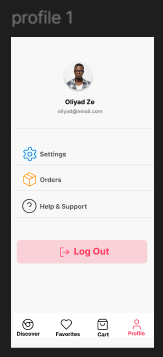 profile 1
Oliyad Ze
oliyad@email.com
Settings
Orders
Help & Support
Log Out
Discover
Favorites
Cart
Profile